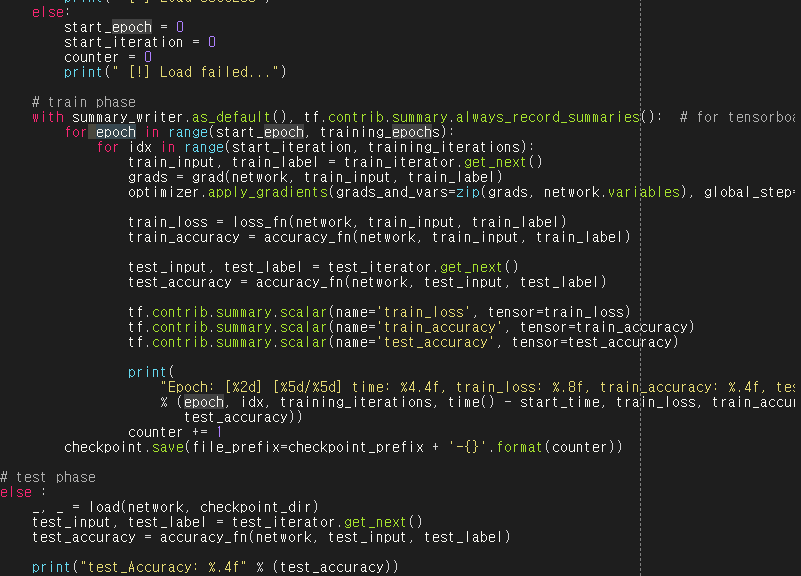 print(" [*] Load SUCCESS")
else:
start_epoch = 0
start_iteration = 0
counter = 0
print(" [!] Load failed...")
# train phase
with summary_writer.as_default(), tf.contrib.summary.always_record_summaries():  # for tensorboa
for epoch in range(start_epoch, training_epochs):
for idx in range(start_iteration, training_iterations):
train_input, train_label = train_iterator.get_next()
grads = grad(network, train_input, train_label)
optimizer.apply_gradients(grads_and_vars=zip(grads, network.variables), global_step=
train_loss = loss_fn(network, train_input, train_label)
train_accuracy = accuracy_fn(network, train_input, train_label)
test_input, test_label = test_iterator.get_next()
test_accuracy = accuracy_fn(network, test_input, test_label)
tf.contrib.summary.scalar(name='train_loss', tensor=train_loss)
tf.contrib.summary.scalar(name='train_accuracy', tensor=train_accuracy)
tf.contrib.summary.scalar(name='test_accuracy', tensor=test_accuracy)
print(
"Epoch: [%2d] [%5d/%5d] time: %4.4f, train_loss: %.8f, train_accuracy: %.4f, tes
% (epoch, idx, training_iterations, time() - start_time, train_loss, train_accur
test_accuracy))
counter += 1
checkpoint.save(file_prefix=checkpoint_prefix + '-{}'.format(counter))
# test phase
else :
_, _ = load(network, checkpoint_dir)
test_input, test_label = test_iterator.get_next()
test_accuracy = accuracy_fn(network, test_input, test_label)
print("test_Accuracy: %.4f" % (test_accuracy))